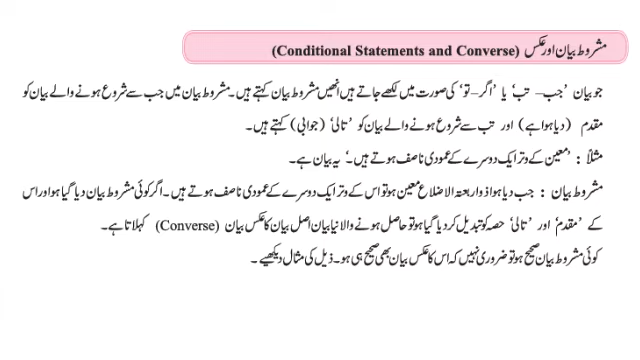 مشروط بیان اور عکس (Conditional Statements and Converse)
جو بیان ’جب– تب‘ یا ’اگر– تو‘ کی صورت میں لکھے جاتے ہیں انھیں مشروط بیان کہتے ہیں۔ مشروط بیان میں جب سے شروع ہونے والے بیان کو
مقدم (دیا ہوا ہے) اور تب سے شروع ہونے والے بیان کو ’تالی‘ (جوابی) کہتے ہیں۔
مثلاً : ’معین کے وتر ایک دوسرے کے عمودی ناصف ہوتے ہیں۔‘ یہ بیان ہے۔
مشروط بیان : جب دیا ہوا ذواربعتہ الاضلاع معین ہو تو اس کے وتر ایک دوسرے کے عمودی ناصف ہوتے ہیں۔ اگر کوئی مشروط بیان دیا گیا ہو اور اس
کے ’مقدم‘ اور ’تالی‘ حصہ کو تبدیل کر دیا گیا ہو تو حاصل ہونے والا نیا بیان اصل بیان کا عکس بیان (Converse) کہلاتا ہے۔
کوئی مشروط بیان صحیح ہو تو ضروری نہیں کہ اس کا عکس بیان بھی صحیح ہی ہو۔ ذیل کی مثال دیکھیے۔